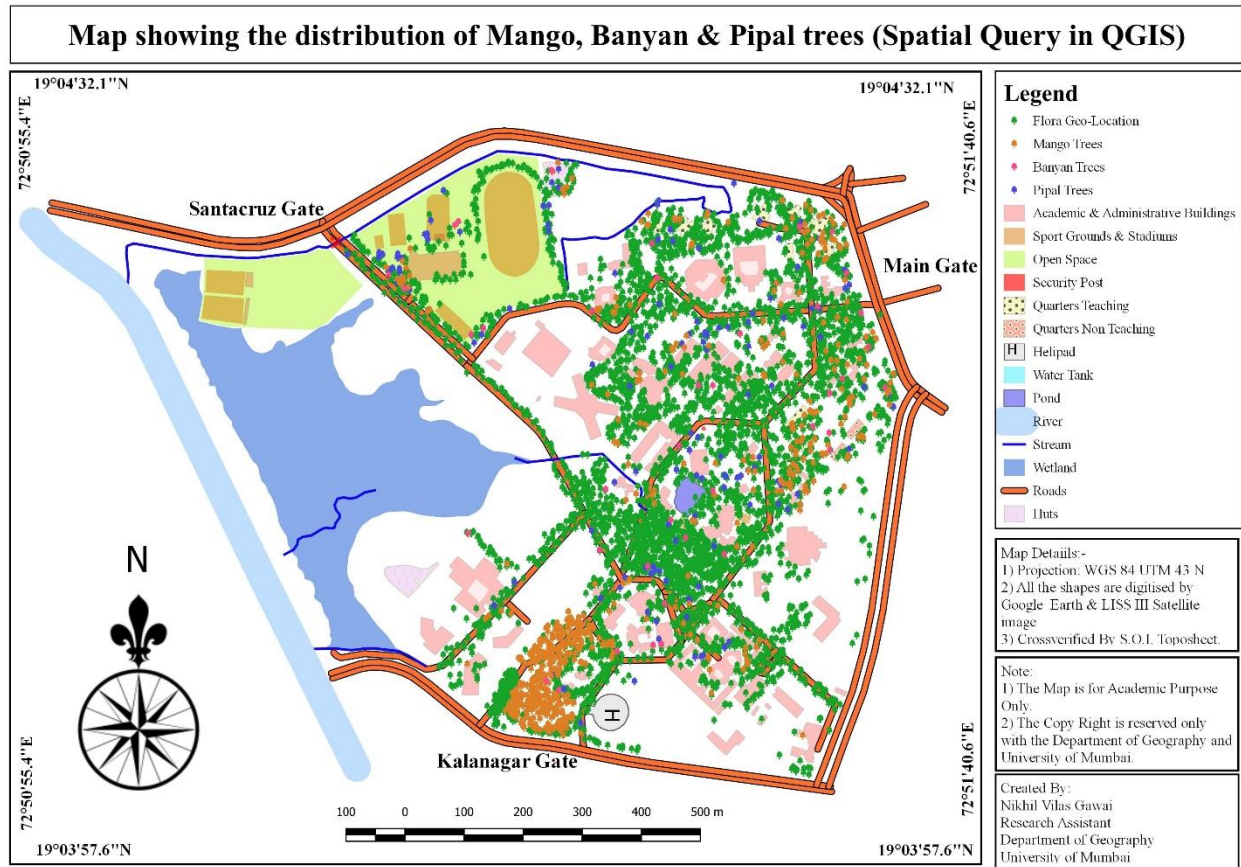 Map showing the distribution of Mango, Banyan & Pipal trees (Spatial Query in QGIS)
19°04'32.1"N
19°04'32.1"N
72°50'55.4"E
72°51'40.6"E
Santacruz Gate
Main Gate
Kalanagar Gate
N
H
72°50'55.4"E
72°51'40.6"E
100 0 100 200 300 400 500 m
19°03'57.6"N
19°03'57.6"N
Legend
Flora Geo-Location
Mango Trees
Banyan Trees
Pipal Trees
Academic & Administrative Buildings
Sport Grounds & Stadiums
Open Space
Security Post
Quarters Teaching
Quarters Non Teaching
H Helipad
Water Tank
Pond
River
Stream
Wetland
Roads
Huts
Map Details:-
1) Projection: WGS 84 UTM 43 N
2) All the shapes are digitised by
Google Earth & LISS III Satellite
image
3) Crossverified By S.O.I. Toposheet.
Note:
1) The Map is for Academic Purpose
Only.
2) The Copy Right is reserved only
with the Department of Geography and
University of Mumbai.
Created By:
Nikhil Vilas Gawai
Research Assistant
Department of Geography
University of Mumbai